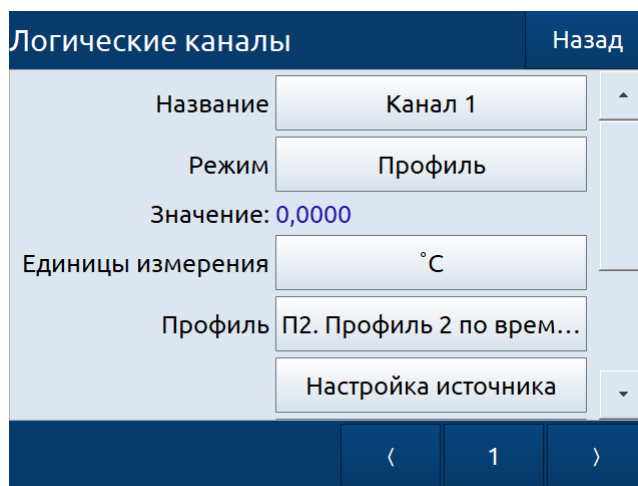 Логические каналы Назад
Название Канал 1
Режим Профиль
Значение: 0,0000
Единицы измерения °C
Профиль П2. Профиль 2 по врем...
Настройка источника
〈 1 〉